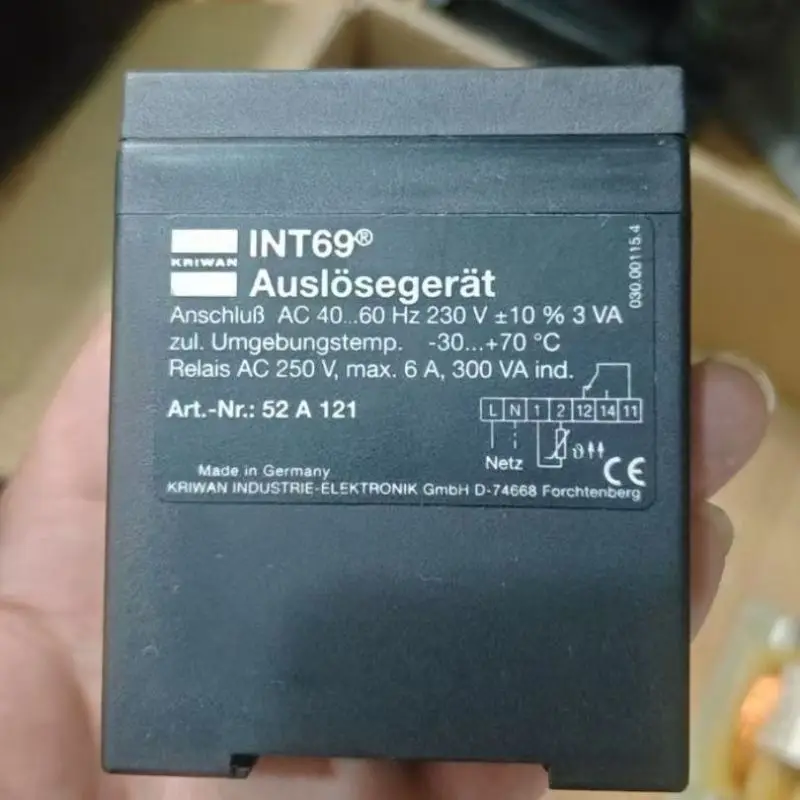 KRIWAN
INT69®
Auslösegerät
Anschluß AC 40...60 Hz 230 V ±10 % 3 VA
zul. Umgebungstemp. -30...+70 °C
Relais AC 250 V, max. 6 A, 300 VA ind.
Art.-Nr.: 52 A 121
L N 1 2 12 14 11
Netz ϑ
CE
Made in Germany
KRIWAN INDUSTRIE-ELEKTRONIK GmbH D-74668 Forchtenberg
030.00115.4